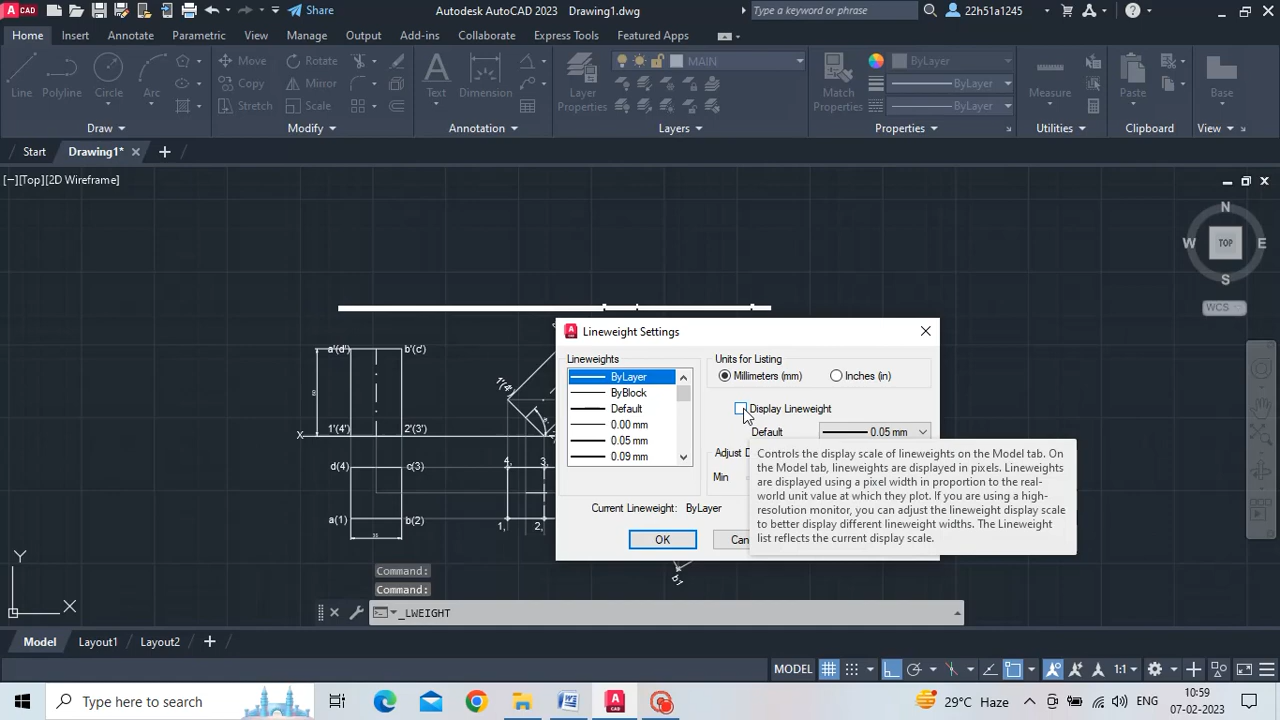 CAD
Share
Autodesk AutoCAD 2023 Drawing1.dwg
Type a keyword or phrase
22h51a1245
Home Insert Annotate Parametric View Manage Output Add-ins Collaborate Express Tools Featured Apps
Line Polyline Circle Arc
Move Rotate
Copy Mirror
Stretch Scale
Text Dimension
Layer Properties
MAIN
Match Properties
ByLayer
ByLayer
ByLayer
Measure Paste Base
Draw Modify Annotation Layers Properties Utilities Clipboard View
Start Drawing1*
[−][Top][2D Wireframe]
N
W TOP E
S
WCS
a'(d') b'(c')
1'(4') 2'(3')
X
d(4) c(3)
a(1) b(2)
1'(4')
4, 3,
1, 2,
b1
Lineweight Settings
Lineweights
ByLayer
ByBlock
Default
0.00 mm
0.05 mm
0.09 mm
Units for Listing
Millimeters (mm) Inches (in)
Display Lineweight
Default 0.05 mm
Adjust D
Min
Controls the display scale of lineweights on the Model tab. On
the Model tab, lineweights are displayed in pixels. Lineweights
are displayed using a pixel width in proportion to the real-
world unit value at which they plot. If you are using a high-
resolution monitor, you can adjust the lineweight display scale
to better display different lineweight widths. The Lineweight
list reflects the current display scale.
Current Lineweight: ByLayer
OK Can
Y
X
Command:
Command:
_LWEIGHT
Model Layout1 Layout2
MODEL 1:1
Type here to search
29°C Haze
ENG
10:59
07-02-2023